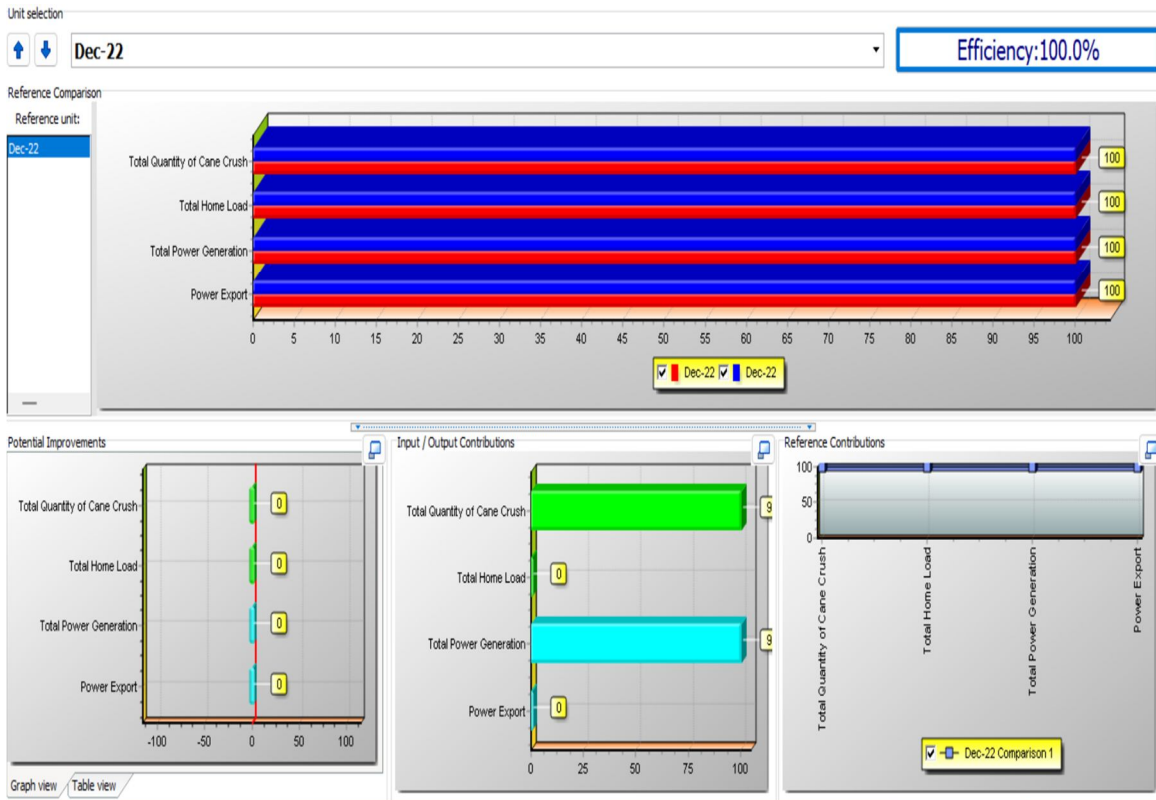 Unit selection
Dec-22
Efficiency:100.0%
Reference Comparison
Reference unit:
Dec-22
Total Quantity of Cane Crush
100
Total Home Load
100
Total Power Generation
100
Power Export
100
0 5 10 15 20 25 30 35 40 45 50 55 60 65 70 75 80 85 90 95 100
Dec-22 Dec-22
Potential Improvements
Total Quantity of Cane Crush
0
Total Home Load
0
Total Power Generation
0
Power Export
0
-100 -50 0 50 100
Graph view Table view
Input / Output Contributions
Total Quantity of Cane Crush
9
Total Home Load
0
Total Power Generation
9
Power Export
0
0 25 50 75 100
Reference Contributions
100
50
0
Total Quantity of Cane Crush
Total Home Load
Total Power Generation
Power Export
Dec-22 Comparison 1